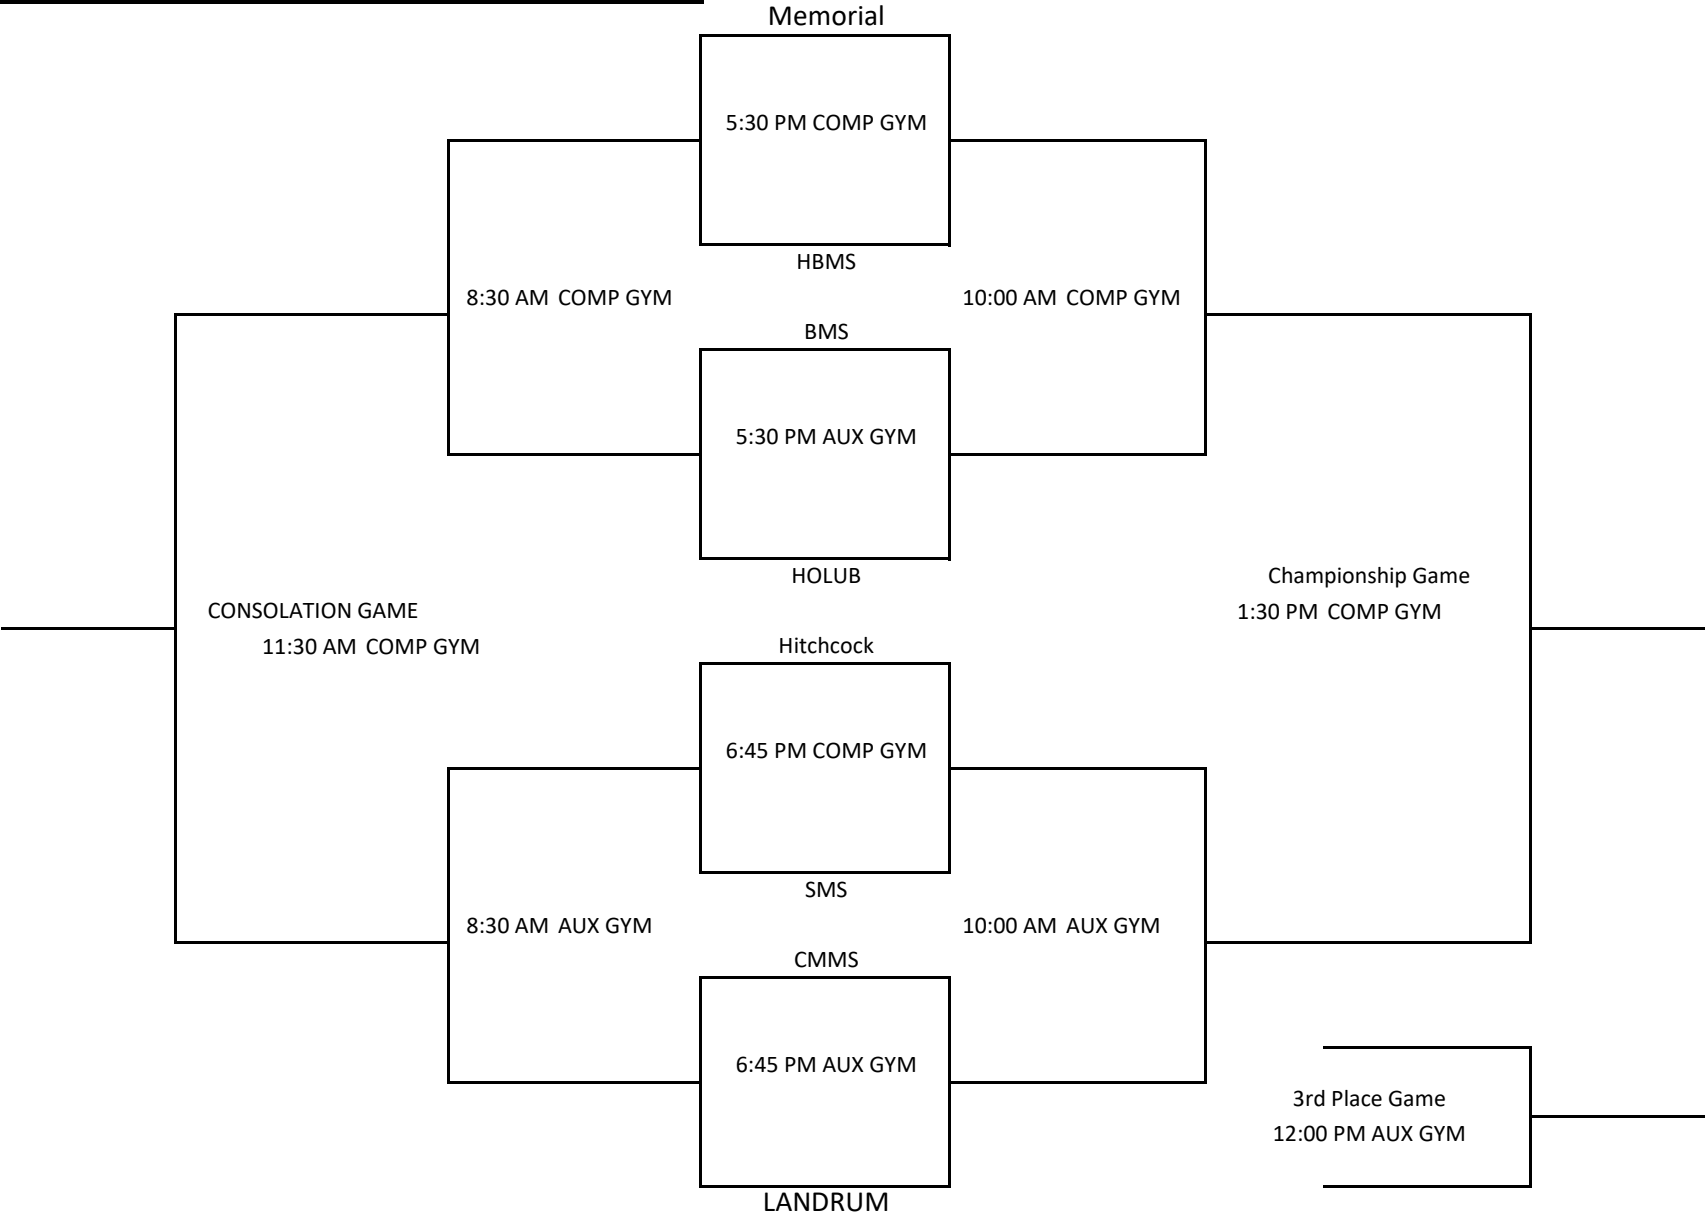 Memorial
5:30 PM COMP GYM
HBMS
8:30 AM COMP GYM
10:00 AM COMP GYM
BMS
5:30 PM AUX GYM
HOLUB
Championship Game
1:30 PM COMP GYM
CONSOLATION GAME
11:30 AM COMP GYM
Hitchcock
6:45 PM COMP GYM
SMS
8:30 AM AUX GYM
10:00 AM AUX GYM
CMMS
6:45 PM AUX GYM
3rd Place Game
12:00 PM AUX GYM
LANDRUM